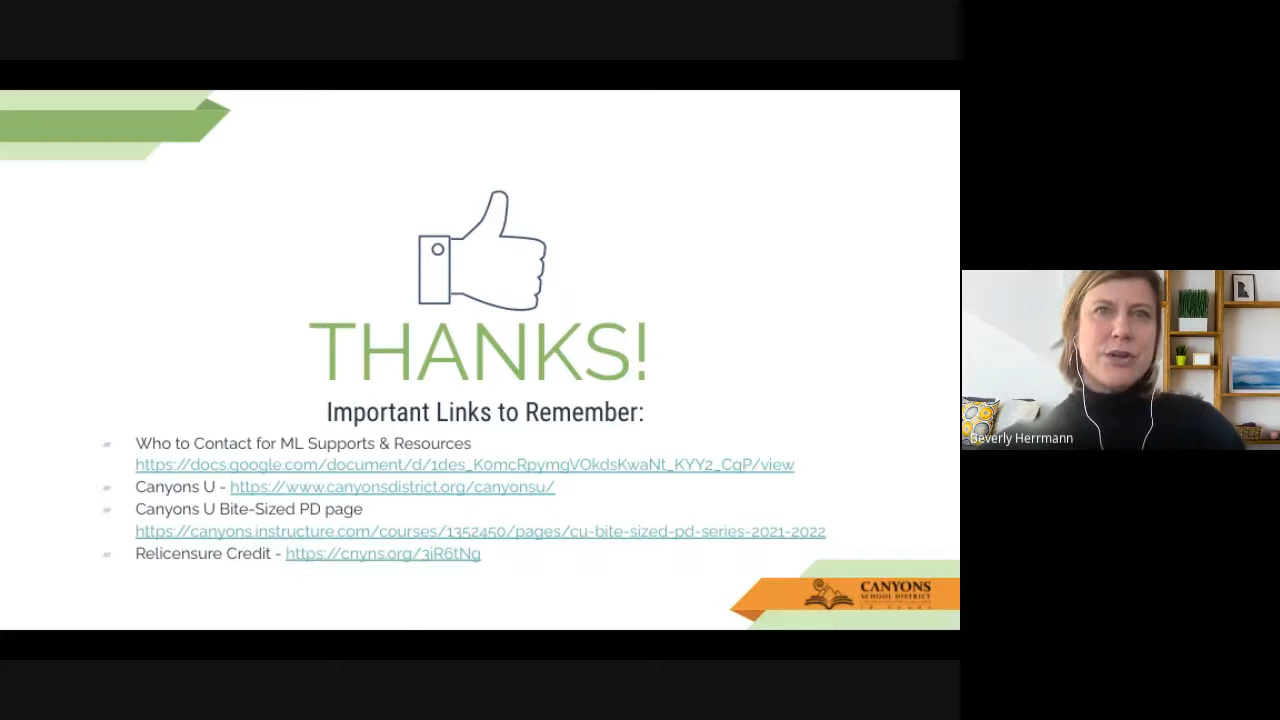 THANKS!
Important Links to Remember:
Who to Contact for ML Supports & Resources
https://docs.google.com/document/d/1des_K0mcRpymgVOkdsKwaNt_KYY2_CqP/view
Canyons U - https://www.canyonsdistrict.org/canyonsu/
Canyons U Bite-Sized PD page
https://canyons.instructure.com/courses/1352450/pages/cu-bite-sized-pd-series-2021-2022
Relicensure Credit - https://cnyns.org/3iR6tNg
CANYONS
SCHOOL DISTRICT
Beverly Herrmann